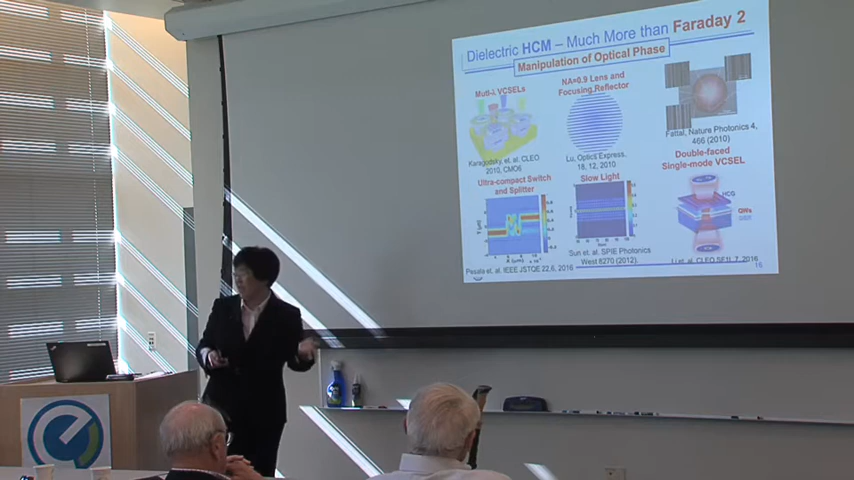 Dielectric HCM – Much More than Faraday 2
Manipulation of Optical Phase
Multi-λ VCSELs
Karagodsky, et al. CLEO
2010, CMO6
NA=0.9 Lens and
Focusing Reflector
Lu, Optics Express.
18, 12, 2010
Fattal, Nature Photonics 4,
466 (2010)
Ultra-compact Switch
and Splitter
Pesala et al. IEEE JSTQE 22,6, 2016
Slow Light
Sun et al. SPIE Photonics
West 8270 (2012).
Double-faced
Single-mode VCSEL
HCG
QWs
16
e